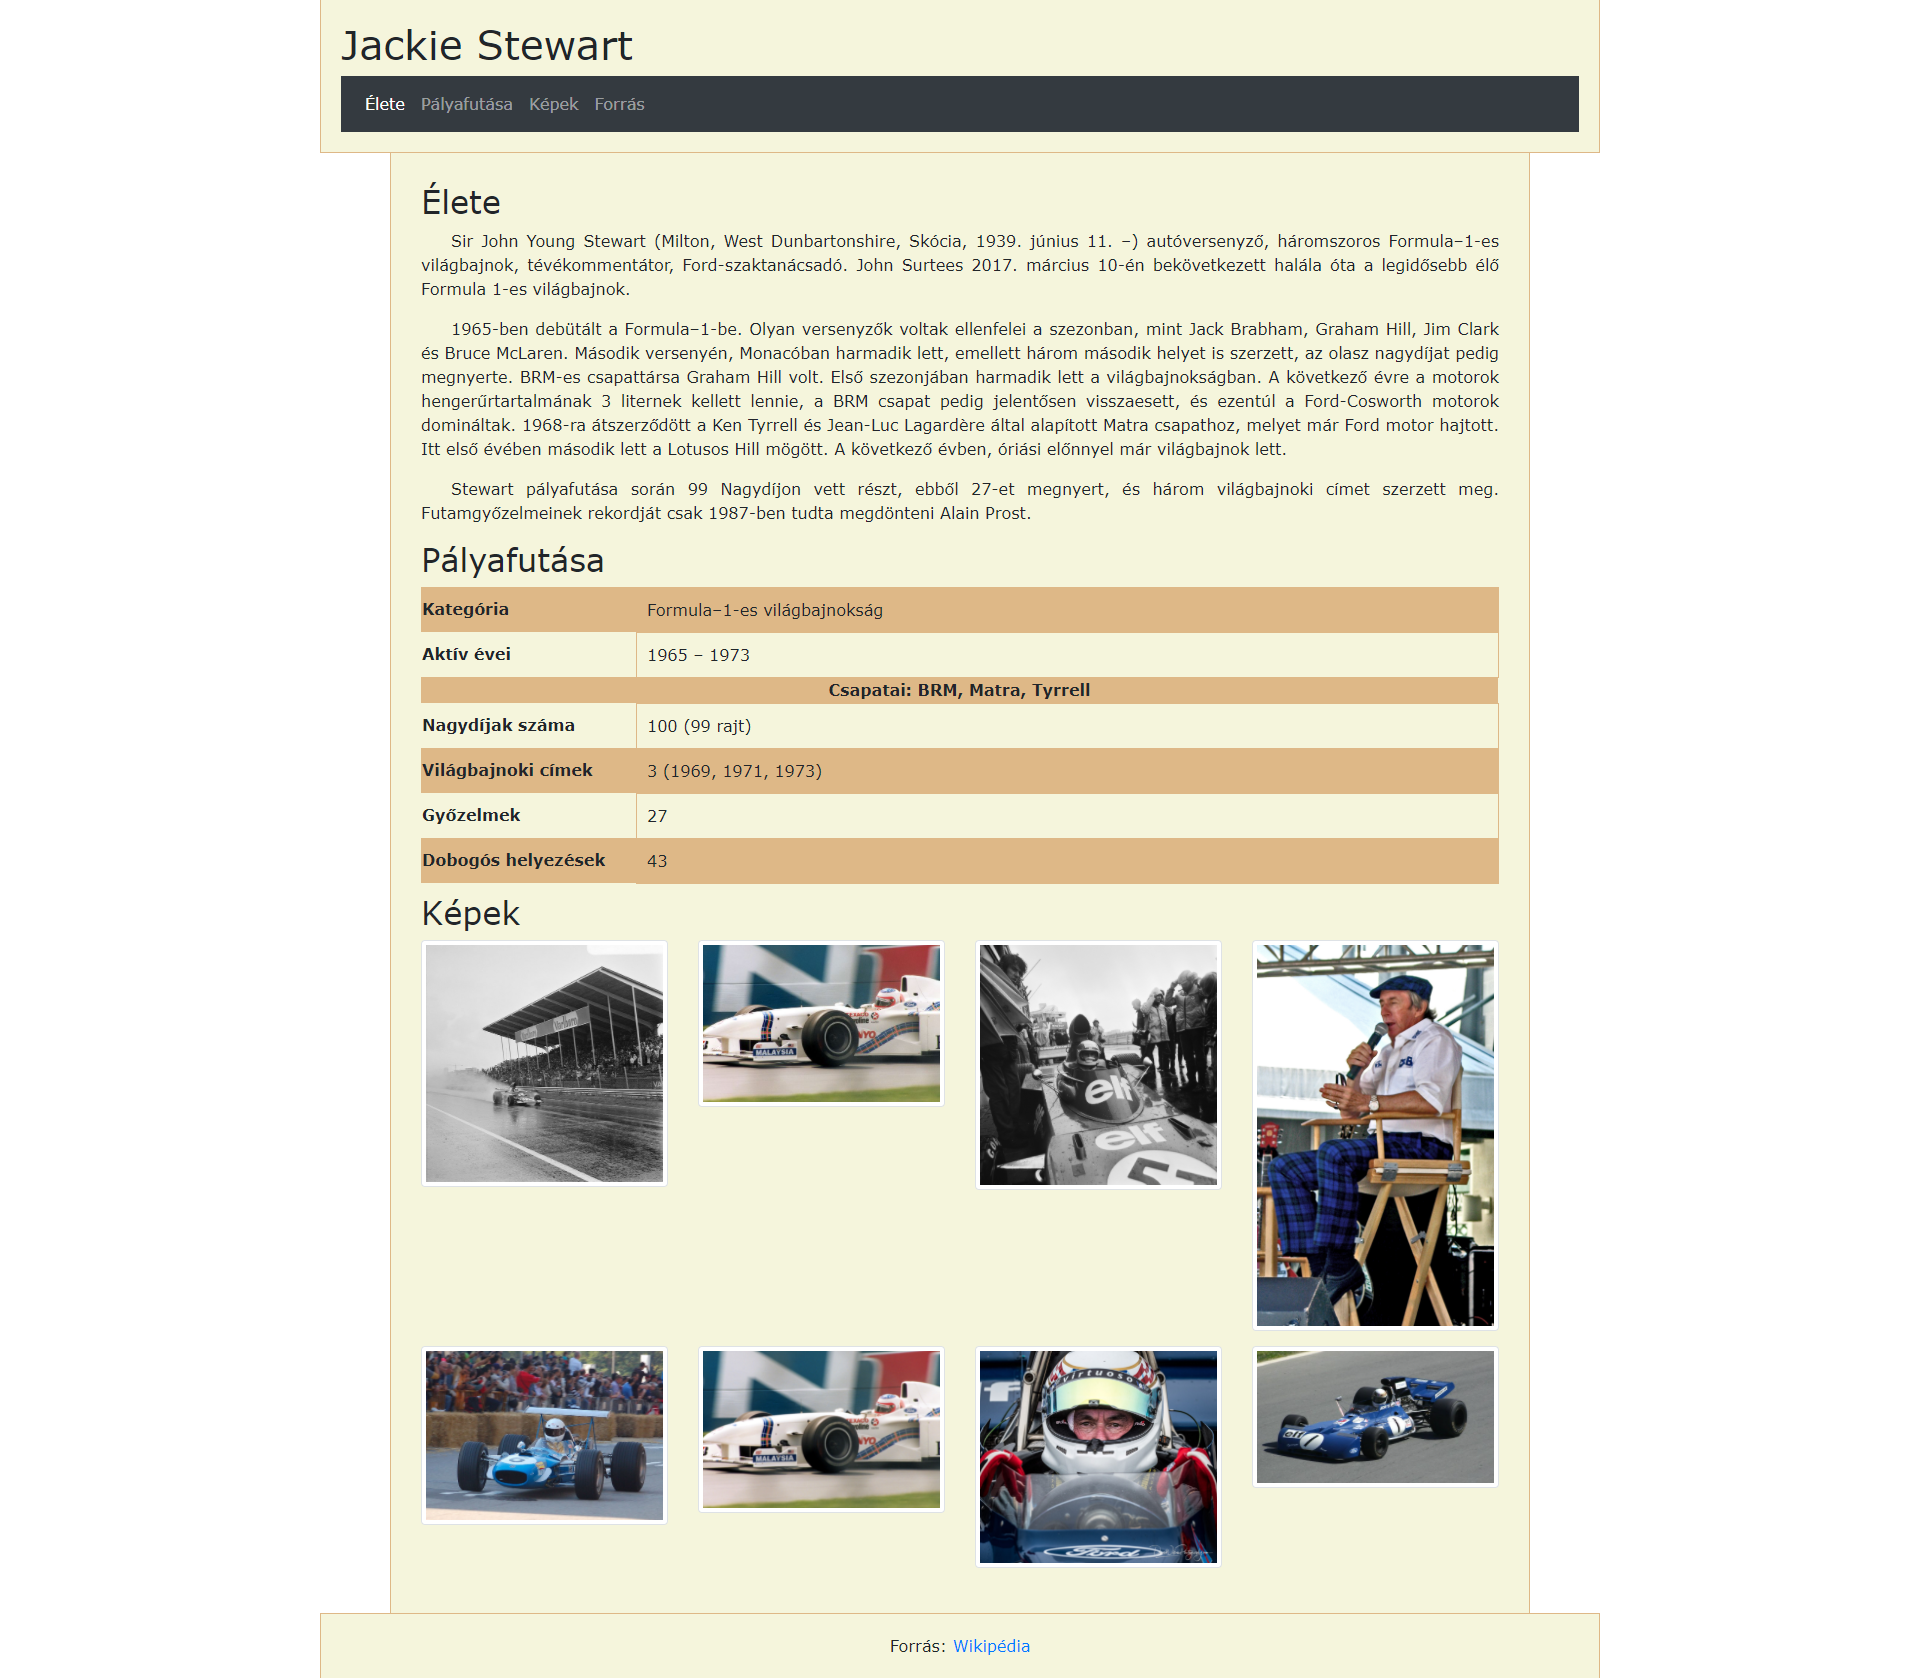 Jackie Stewart
Élete Pályafutása Képek Forrás
Élete
Sir John Young Stewart (Milton, West Dunbartonshire, Skócia, 1939. június 11. –) autóversenyző, háromszoros Formula–1-es
világbajnok, tévékommentátor, Ford-szaktanácsadó. John Surtees 2017. március 10-én bekövetkezett halála óta a legidősebb élő
Formula 1-es világbajnok.
1965-ben debütált a Formula–1-be. Olyan versenyzők voltak ellenfelei a szezonban, mint Jack Brabham, Graham Hill, Jim Clark
és Bruce McLaren. Második versenyén, Monacóban harmadik lett, emellett három második helyet is szerzett, az olasz nagydíjat pedig
megnyerte. BRM-es csapattársa Graham Hill volt. Első szezonjában harmadik lett a világbajnokságban. A következő évre a motorok
hengerűrtartalmának 3 liternek kellett lennie, a BRM csapat pedig jelentősen visszaesett, és ezentúl a Ford-Cosworth motorok
domináltak. 1968-ra átszerződött a Ken Tyrrell és Jean-Luc Lagardère által alapított Matra csapathoz, melyet már Ford motor hajtott.
Itt első évében második lett a Lotusos Hill mögött. A következő évben, óriási előnnyel már világbajnok lett.
Stewart pályafutása során 99 Nagydíjon vett részt, ebből 27-et megnyert, és három világbajnoki címet szerzett meg.
Futamgyőzelmeinek rekordját csak 1987-ben tudta megdönteni Alain Prost.
Pályafutása
Kategória Formula–1-es világbajnokság
Aktív évei 1965 – 1973
Csapatai: BRM, Matra, Tyrrell
Nagydíjak száma 100 (99 rajt)
Világbajnoki címek 3 (1969, 1971, 1973)
Győzelmek 27
Dobogós helyezések 43
Képek
Marlboro
MALAYSIA
elf
elf
MALAYSIA
virtuoso
Ford
elf 1
Forrás: Wikipédia